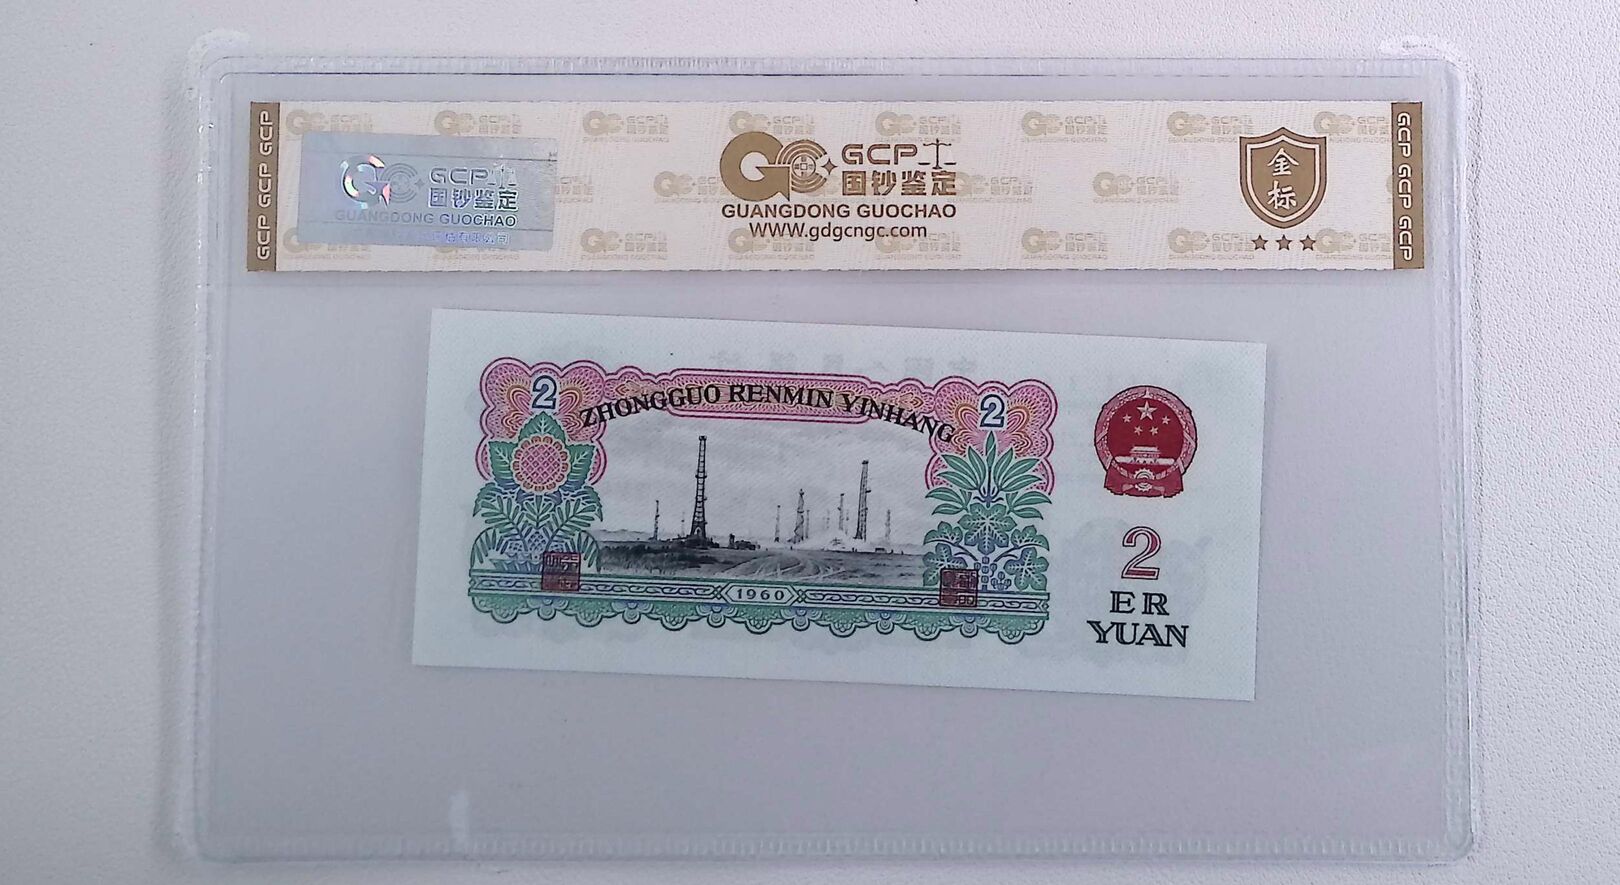 GCP GCP GCP
GCP
国钞鉴定
GUANGDONG GUOCHAO
GCP
国钞鉴定
GUANGDONG GUOCHAO
www.gdgcngc.com
金标
GCP GCP GCP
2
ZHONGGUO RENMIN YINHANG
2
1960
2
ER
YUAN